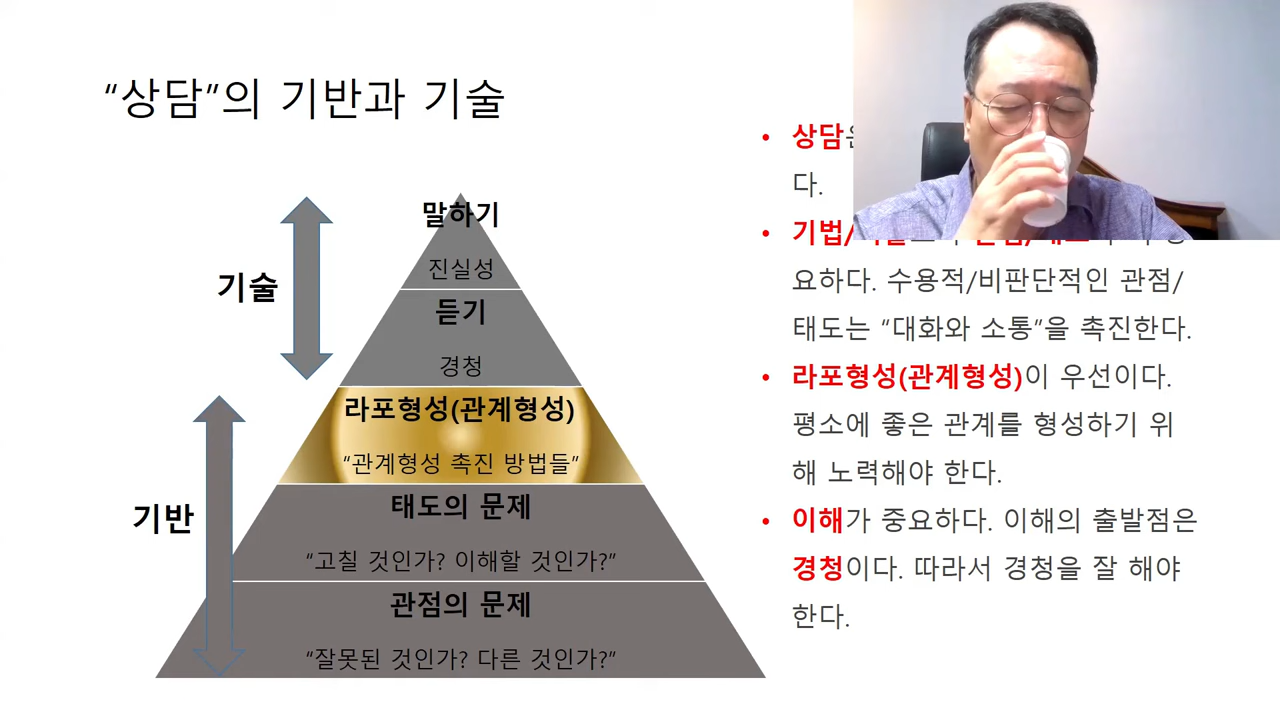 “상담”의 기반과 기술
말하기
진실성
듣기
경청
라포형성(관계형성)
“관계형성 촉진 방법들”
태도의 문제
“고칠 것인가? 이해할 것인가?”
관점의 문제
“잘못된 것인가? 다른 것인가?”
기술
기반
• 상담
다.
• 기법/
요하다. 수용적/비판단적인 관점/
태도는 “대화와 소통”을 촉진한다.
• 라포형성(관계형성)이 우선이다.
평소에 좋은 관계를 형성하기 위
해 노력해야 한다.
• 이해가 중요하다. 이해의 출발점은
경청이다. 따라서 경청을 잘 해야
한다.